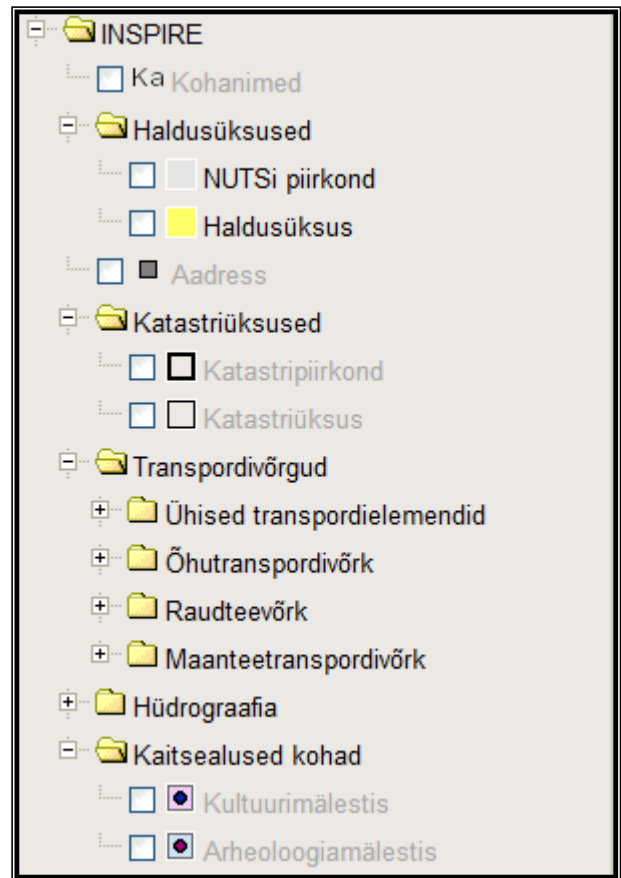 INSPIRE
Ka Kohanimed
Haldusüksused
NUTSi piirkond
Haldusüksus
Aadress
Katastriüksused
Katastripiirkond
Katastriüksus
Transpordivõrgud
Ühised transpordielemendid
Õhutranspordivõrk
Raudteevõrk
Maanteetranspordivõrk
Hüdrograafia
Kaitsealused kohad
Kultuurimälestis
Arheoloogiamälestis